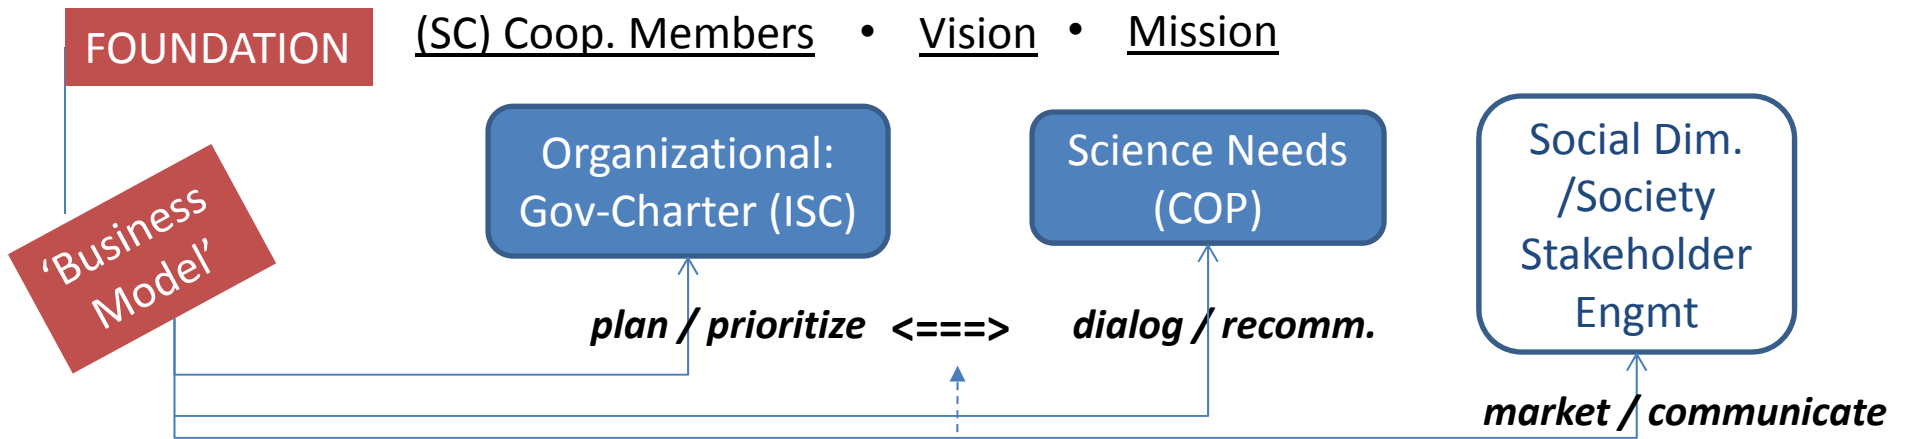 FOUNDATION
(SC) Coop. Members • Vision • Mission
‘Business
Model’
Organizational:
Gov-Charter (ISC)
Science Needs
(COP)
Social Dim.
/Society
Stakeholder
Engmt
plan / prioritize <===> dialog / recomm.
market / communicate